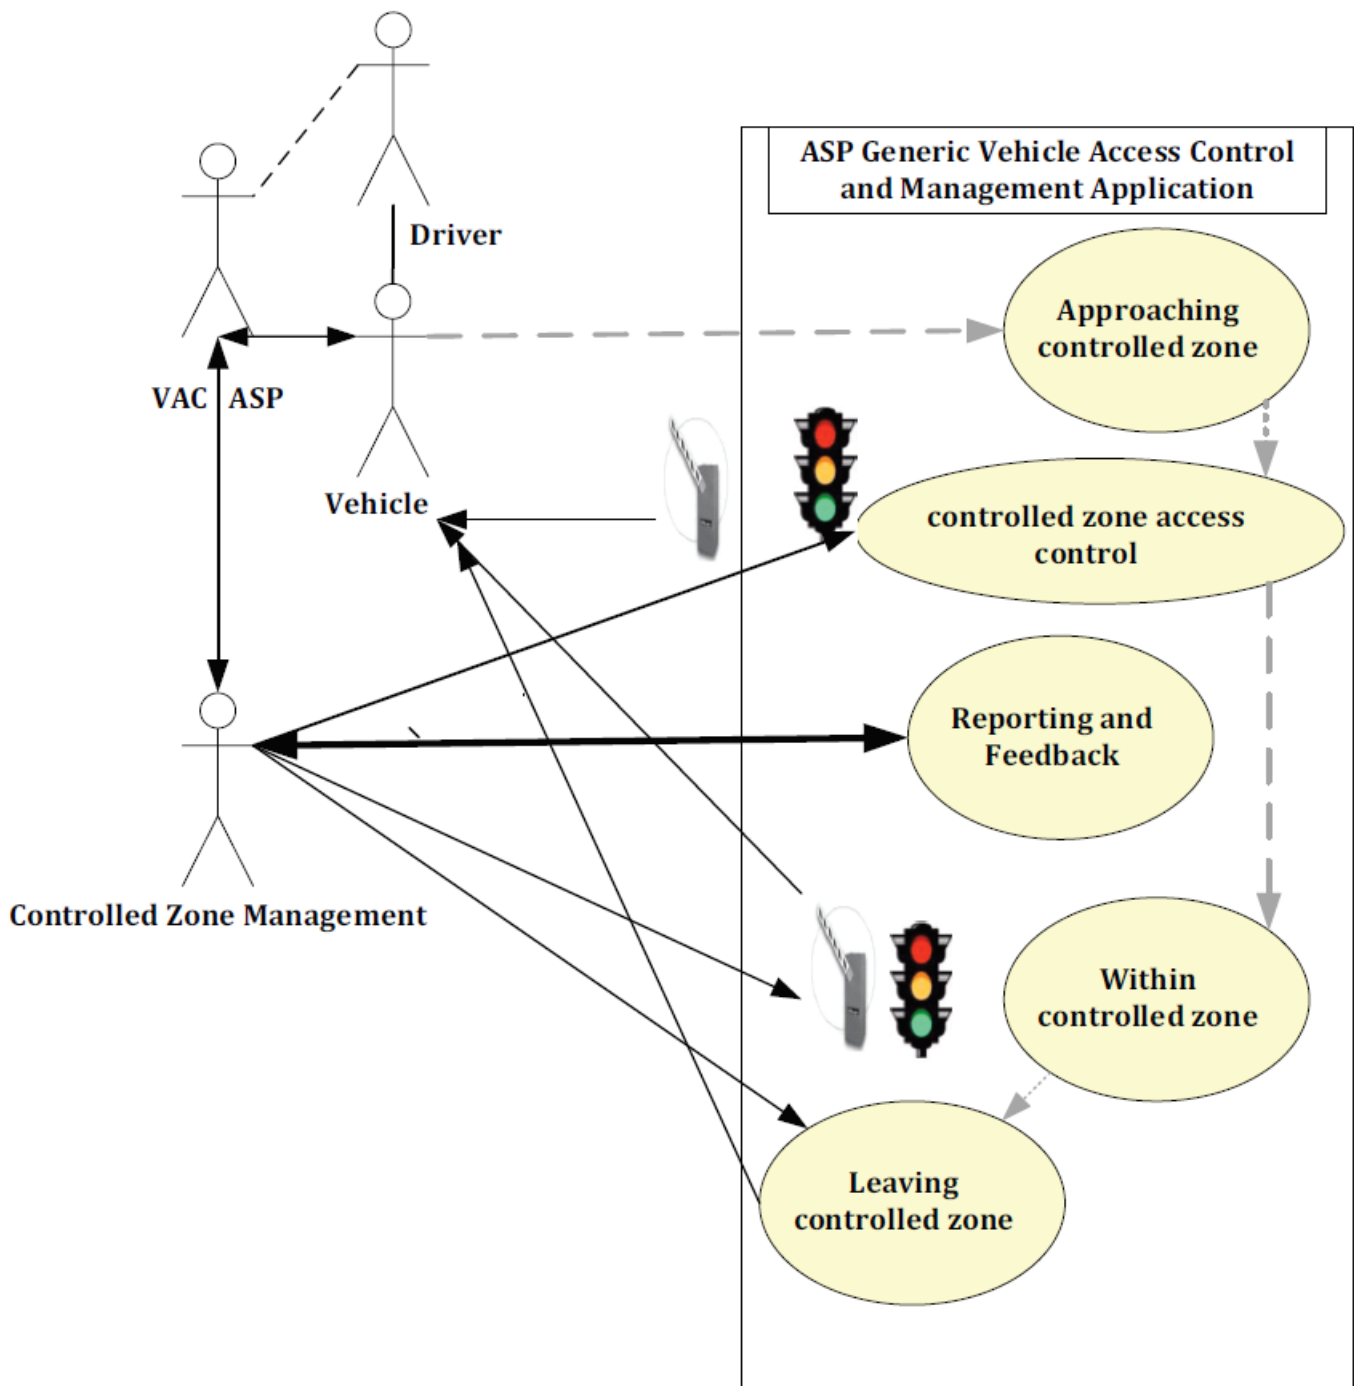 ASP Generic Vehicle Access Control
and Management Application
Driver
Approaching
controlled zone
VAC ASP
Vehicle
controlled zone access
control
Reporting and
Feedback
Controlled Zone Management
Within
controlled zone
Leaving
controlled zone